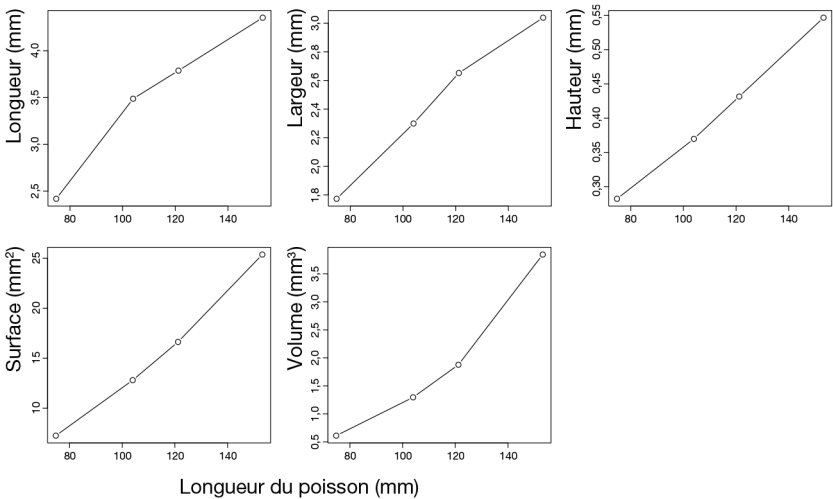 Longueur (mm)
2,5 3,0 3,5 4,0
80 100 120 140
Largeur (mm)
1,8 2,0 2,2 2,4 2,6 2,8 3,0
80 100 120 140
Hauteur (mm)
0,30 0,35 0,40 0,45 0,50 0,55
80 100 120 140
Surface (mm²)
10 15 20 25
80 100 120 140
Volume (mm³)
0,5 1,0 1,5 2,0 2,5 3,0 3,5
80 100 120 140
Longueur du poisson (mm)